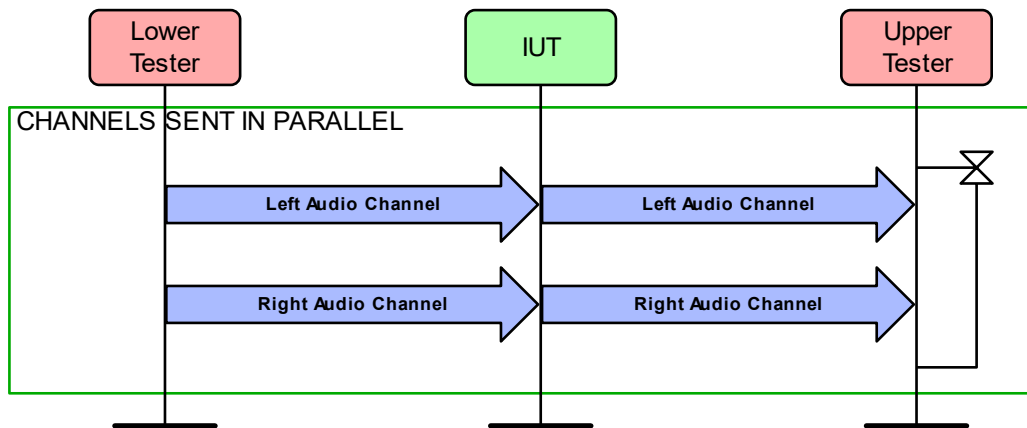 Lower
Tester
IUT
Upper
Tester
CHANNELS SENT IN PARALLEL
Left Audio Channel
Left Audio Channel
Right Audio Channel
Right Audio Channel